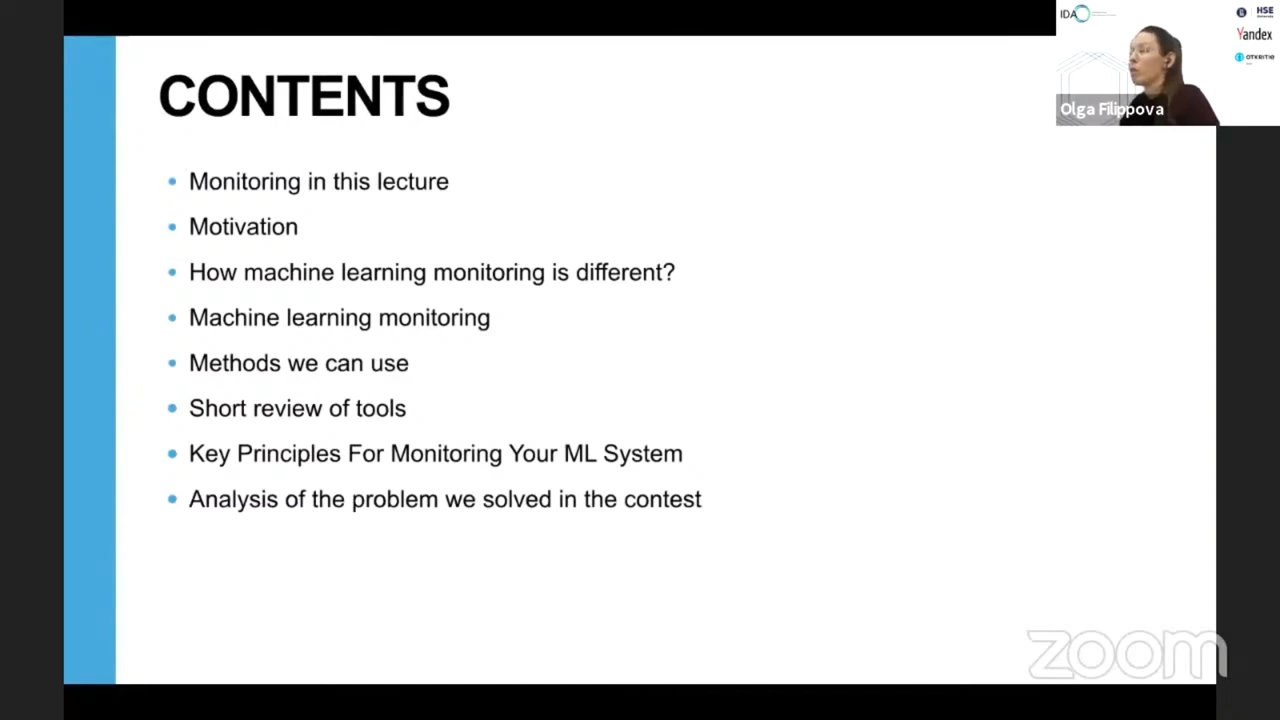 CONTENTS
Monitoring in this lecture
Motivation
How machine learning monitoring is different?
Machine learning monitoring
Methods we can use
Short review of tools
Key Principles For Monitoring Your ML System
Analysis of the problem we solved in the contest
IDAO
HSE
Yandex
ОТКРИТІЕ
Olga Filippova
zoom